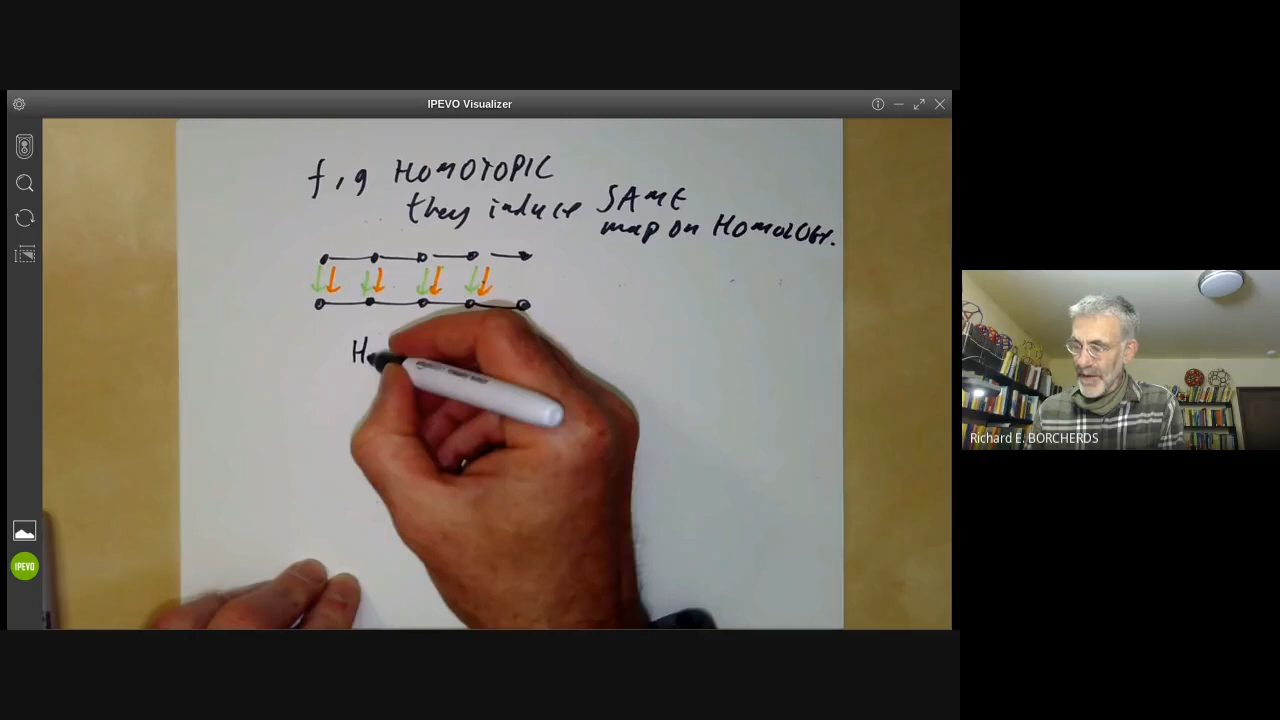 IPEVO Visualizer
f, g HOMOTOPIC
they induce SAME
map on HOMOLOGY.
H
IPEVO
Richard E. BORCHERDS